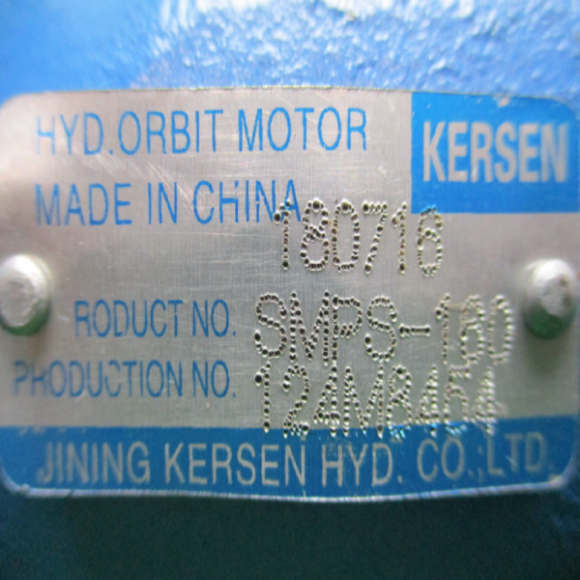 HYD.ORBIT MOTOR
KERSEN
MADE IN CHINA
180718
RODUCT NO. SMPS-160
PRODUCTION NO. 124M8454
JINING KERSEN HYD. CO.,LTD.